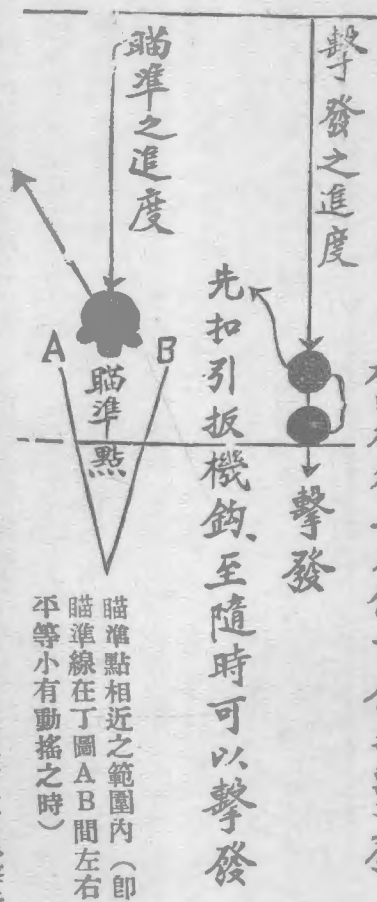 擊發之進度
擊發
先扣引扳機鈎、至隨時可以擊發
瞄準之進度
A
B
瞄準點
瞄準點相近之範圍內（卽
瞄準線在丁圖AB間左右
平等小有動搖之時）